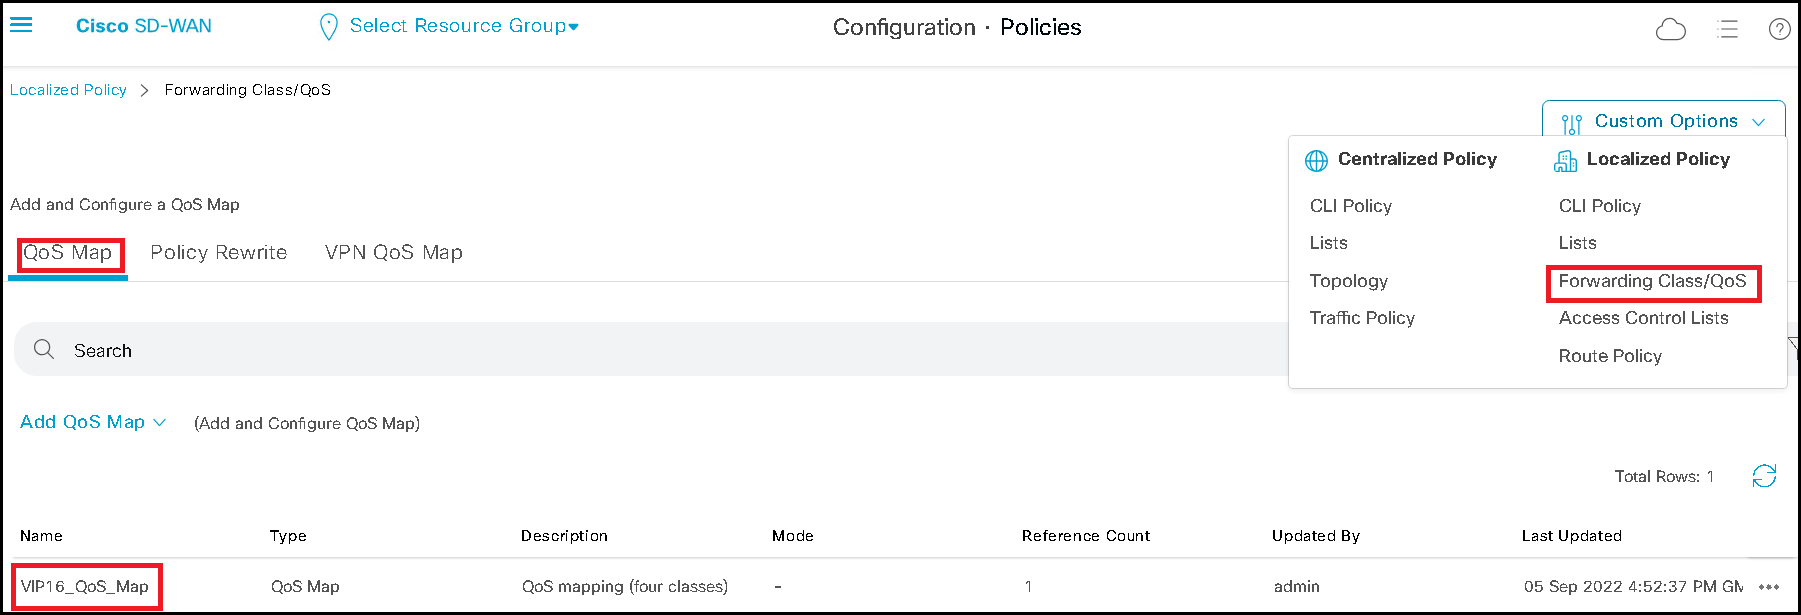 Cisco SD-WAN Select Resource Group Configuration · Policies
Localized Policy > Forwarding Class/QoS
Custom Options
Centralized Policy
CLI Policy
Lists
Topology
Traffic Policy
Localized Policy
CLI Policy
Lists
Forwarding Class/QoS
Access Control Lists
Route Policy
Add and Configure a QoS Map
QoS Map Policy Rewrite VPN QoS Map
Search
Add QoS Map (Add and Configure QoS Map)
Total Rows: 1
Name Type Description Mode Reference Count Updated By Last Updated
VIP16_QoS_Map QoS Map QoS mapping (four classes) - 1 admin 05 Sep 2022 4:52:37 PM GM